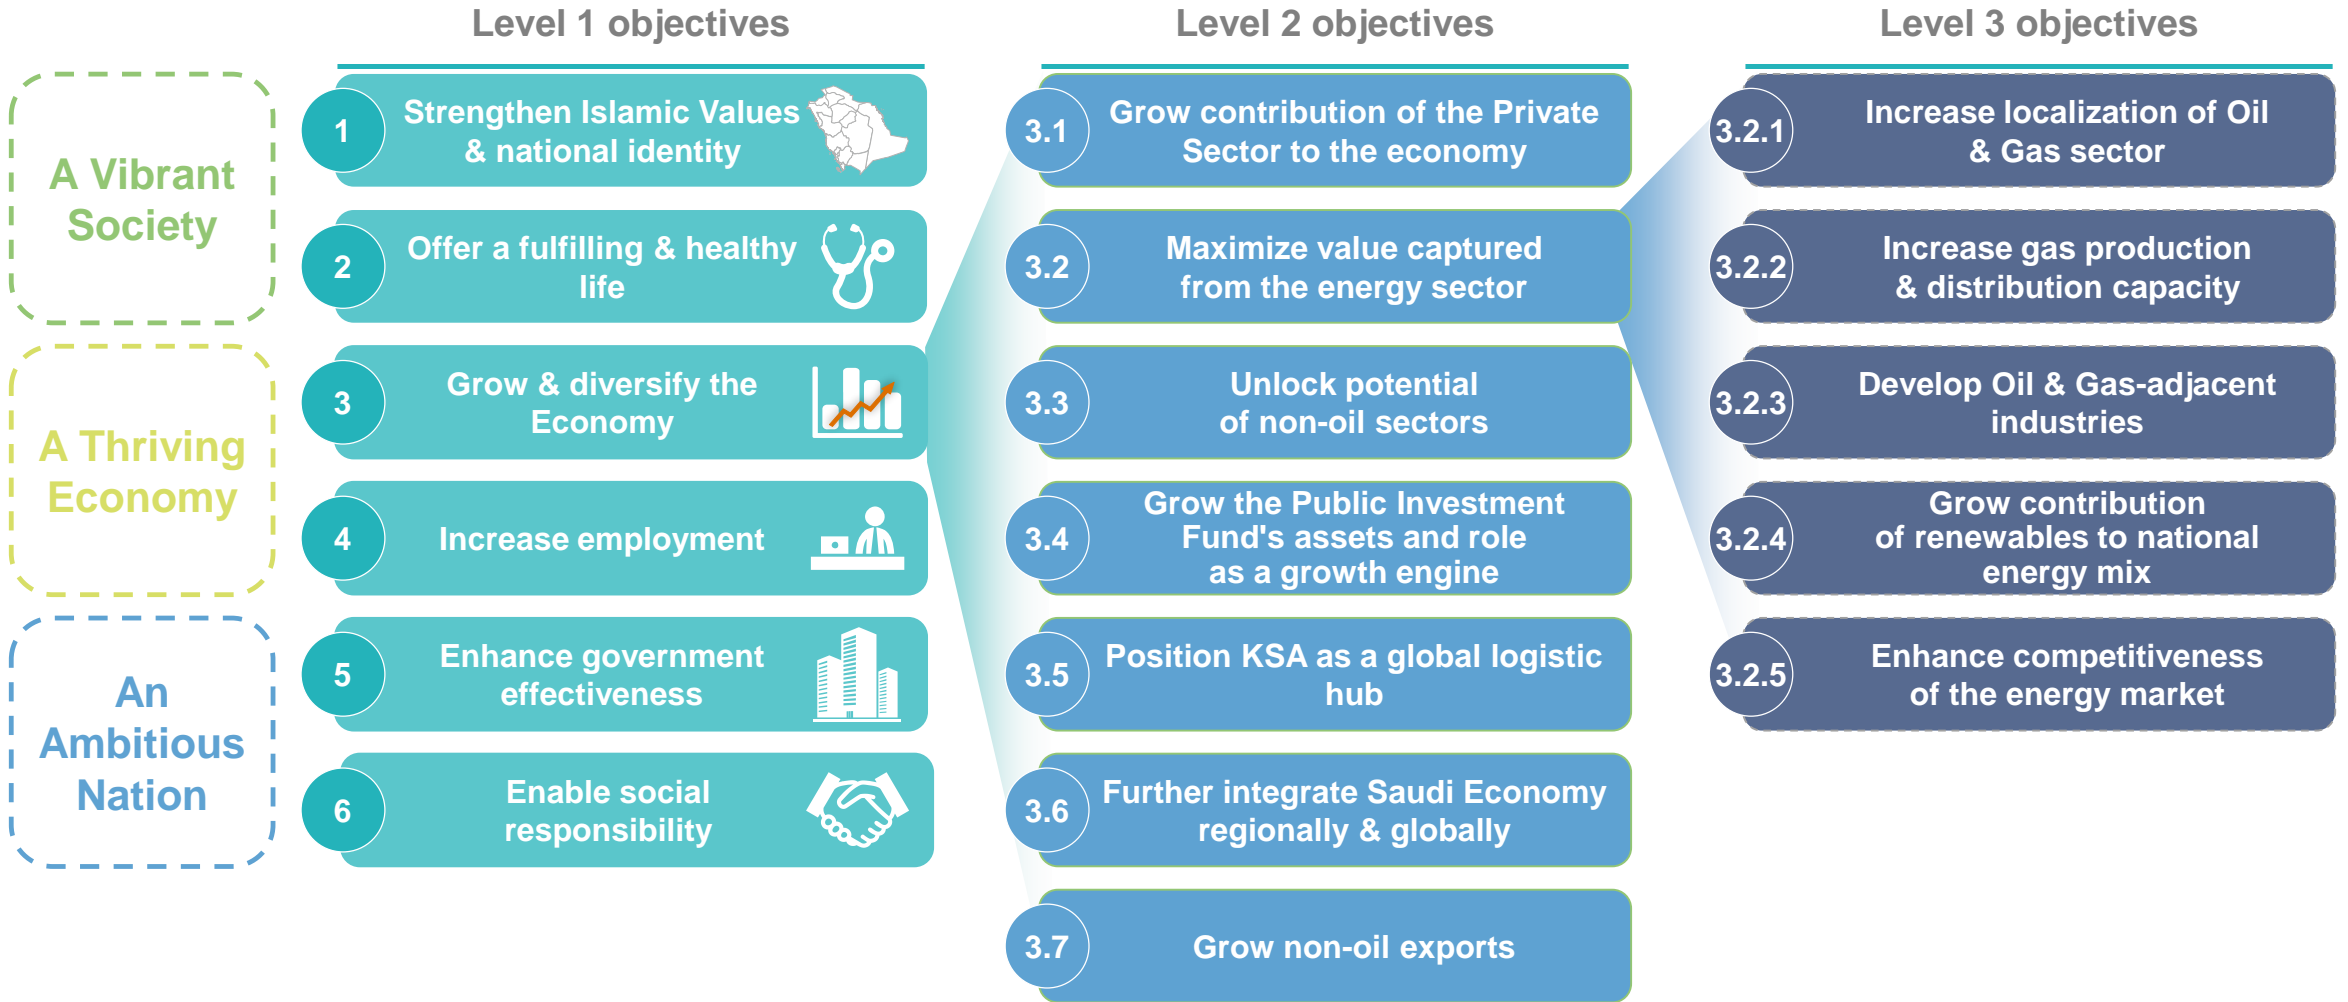 Level 1 objectives
Level 2 objectives
Level 3 objectives
A Vibrant
Society
A Thriving
Economy
An
Ambitious
Nation
1
Strengthen Islamic Values
& national identity
2
Offer a fulfilling & healthy
life
3
Grow & diversify the
Economy
4
Increase employment
5
Enhance government
effectiveness
6
Enable social
responsibility
3.1
Grow contribution of the Private
Sector to the economy
3.2
Maximize value captured
from the energy sector
3.3
Unlock potential
of non-oil sectors
3.4
Grow the Public Investment
Fund's assets and role
as a growth engine
3.5
Position KSA as a global logistic
hub
3.6
Further integrate Saudi Economy
regionally & globally
3.7
Grow non-oil exports
3.2.1
Increase localization of Oil
& Gas sector
3.2.2
Increase gas production
& distribution capacity
3.2.3
Develop Oil & Gas-adjacent
industries
3.2.4
Grow contribution
of renewables to national
energy mix
3.2.5
Enhance competitiveness
of the energy market